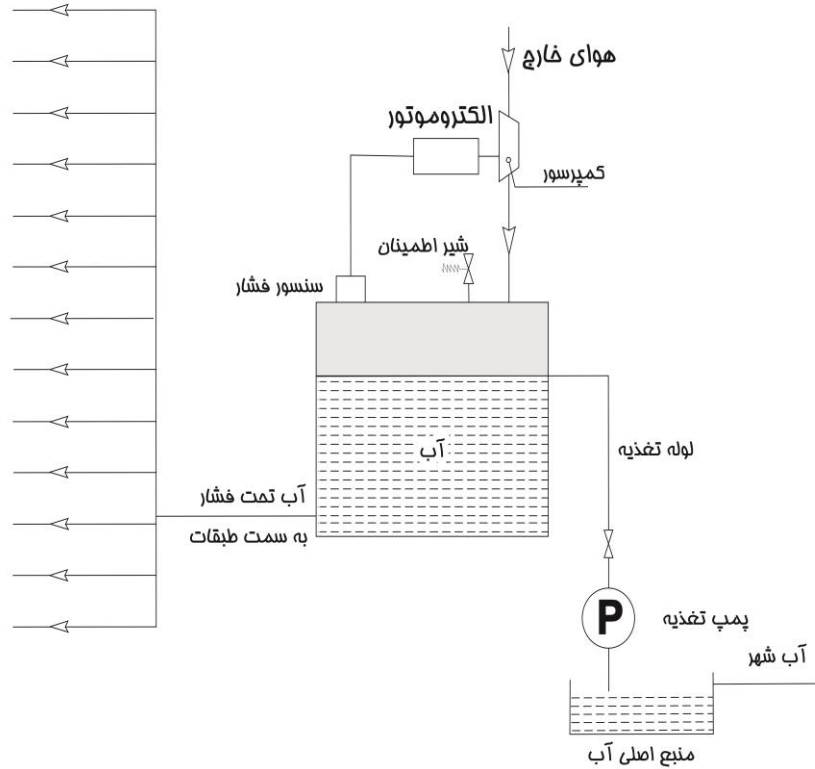 هوای خارج
الکتروموتور
کمپرسور
شیر اطمینان
سنسور فشار
آب
لوله تغذیه
آب تحت فشار
به سمت طبقات
P
پمپ تغذیه
آب شهر
منبع اصلی آب